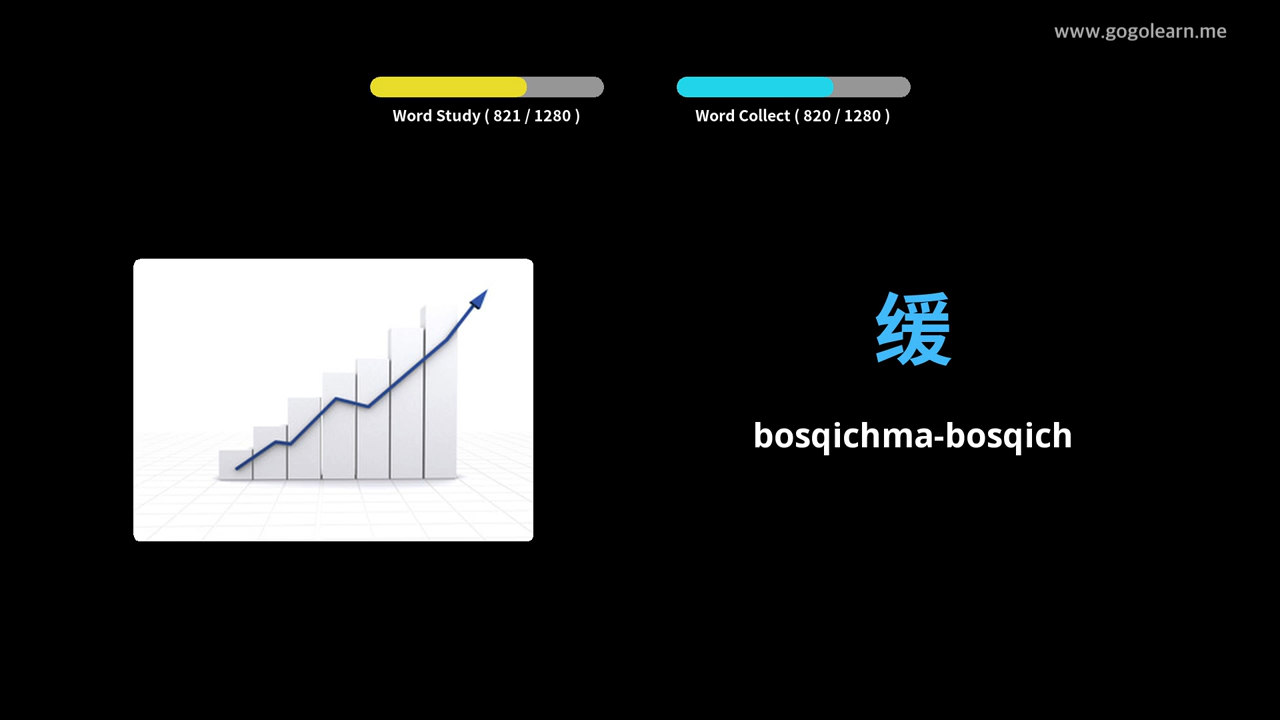 www.gogolearn.me
Word Study ( 821 / 1280 )
Word Collect ( 820 / 1280 )
缓
bosqichma-bosqich